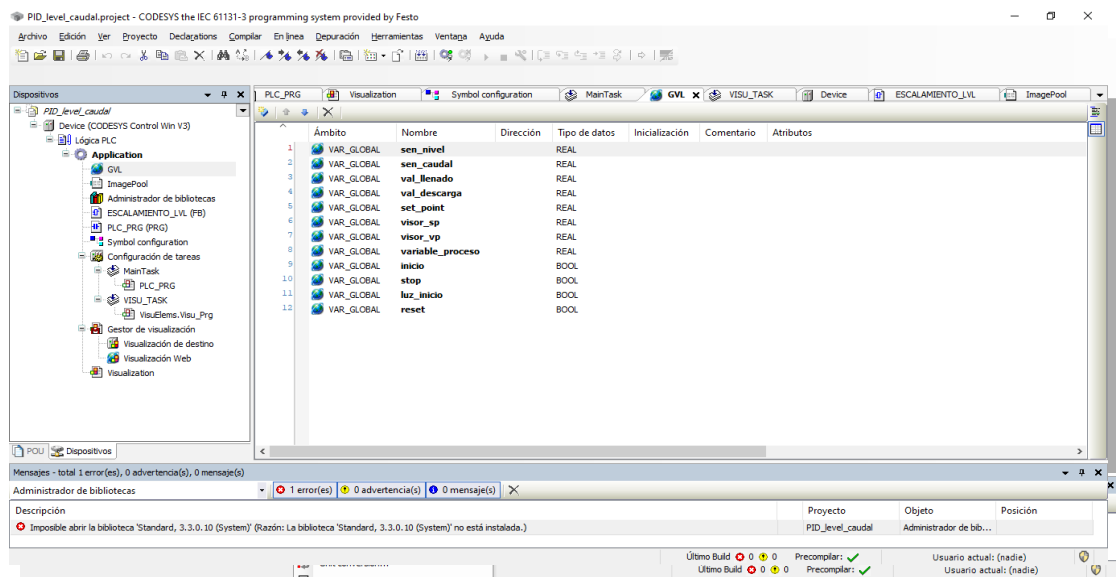 PID_level_caudal.project - CODESYS the IEC 61131-3 programming system provided by Festo
Archivo Edición Ver Proyecto Declarations Compilar En línea Depuración Herramientas Ventana Ayuda
Dispositivos
PLC_PRG Visualization Symbol configuration MainTask GVL VISU_TASK Device ESCALAMIENTO_LVL ImagePool
PID_level_caudal
Device (CODESYS Control Win V3)
Lógica PLC
Application
GVL
ImagePool
Administrador de bibliotecas
ESCALAMIENTO_LVL (FB)
PLC_PRG (PRG)
Symbol configuration
Configuración de tareas
MainTask
PLC_PRG
VISU_TASK
VisuElems.Visu_Prg
Gestor de visualización
Visualización de destino
Visualización Web
Visualization
POU Dispositivos
Ámbito Nombre Dirección Tipo de datos Inicialización Comentario Atributos
1 VAR_GLOBAL sen_nivel REAL
2 VAR_GLOBAL sen_caudal REAL
3 VAR_GLOBAL val_llenado REAL
4 VAR_GLOBAL val_descarga REAL
5 VAR_GLOBAL set_point REAL
6 VAR_GLOBAL visor_sp REAL
7 VAR_GLOBAL visor_vp REAL
8 VAR_GLOBAL variable_proceso REAL
9 VAR_GLOBAL inicio BOOL
10 VAR_GLOBAL stop BOOL
11 VAR_GLOBAL luz_inicio BOOL
12 VAR_GLOBAL reset BOOL
Mensajes - total 1 error(es), 0 advertencia(s), 0 mensaje(s)
Administrador de bibliotecas 1 error(es) 0 advertencia(s) 0 mensaje(s)
Descripción Proyecto Objeto Posición
Imposible abrir la biblioteca 'Standard, 3.3.0.10 (System)' (Razón: La biblioteca 'Standard, 3.3.0.10 (System)' no está instalada.) PID_level_caudal Administrador de bib...
Último Build 0 0 Precompilar: Usuario actual: (nadie)
Último Build 0 0 Precompilar: Usuario actual: (nadie)